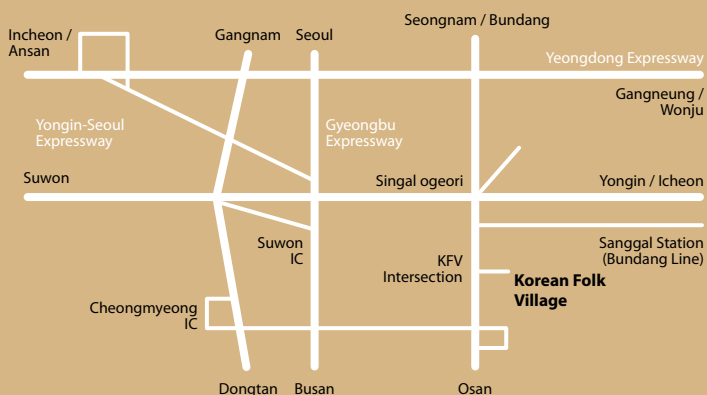 Seongnam / Bundang
Incheon /
Ansan
Gangnam
Seoul
Yeongdong Expressway
Gangneung /
Wonju
Yongin-Seoul
Expressway
Gyeongbu
Expressway
Suwon
Singal ogeori
Yongin / Icheon
Suwon
IC
KFV
Intersection
Sanggal Station
(Bundang Line)
Korean Folk
Village
Cheongmyeong
IC
Dongtan
Busan
Osan